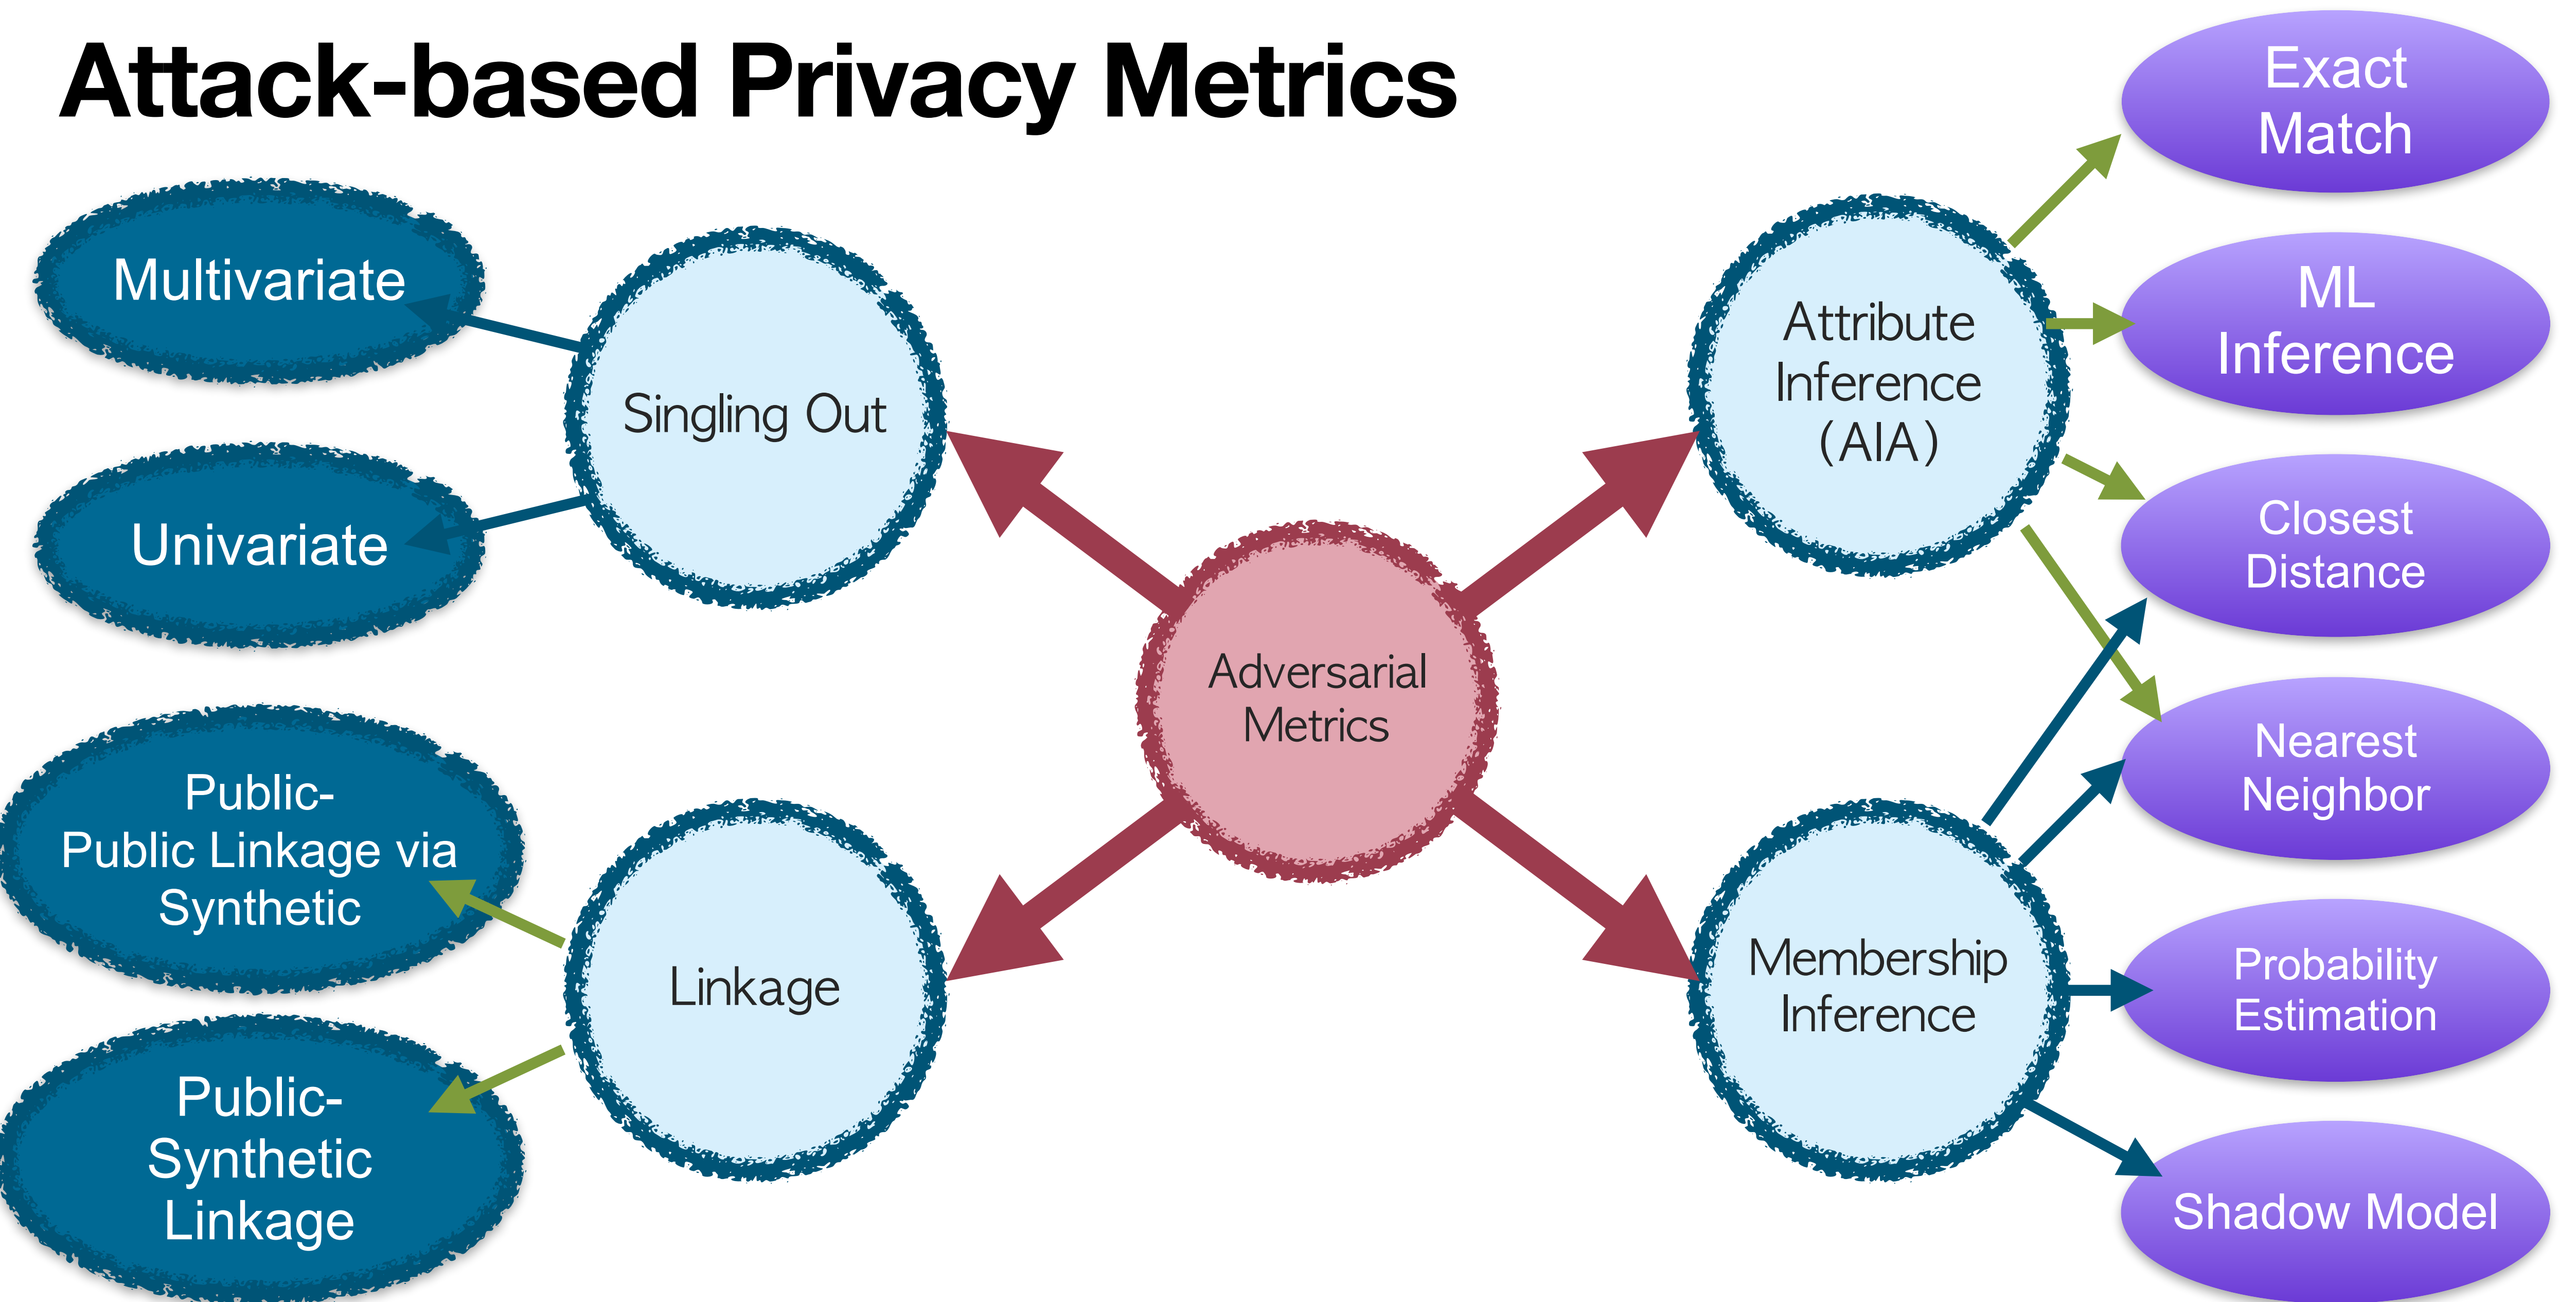 Attack-based Privacy Metrics
Multivariate
Univariate
Public-
Public Linkage via
Synthetic
Public-
Synthetic
Linkage
Singling Out
Linkage
Adversarial
Metrics
Attribute
Inference
(AIA)
Membership
Inference
Exact
Match
ML
Inference
Closest
Distance
Nearest
Neighbor
Probability
Estimation
Shadow Model